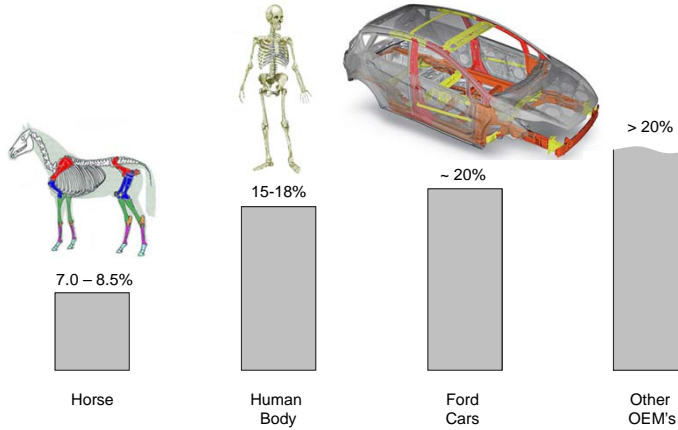 > 20%
~ 20%
15-18%
7.0 – 8.5%
Horse
Human
Body
Ford
Cars
Other
OEM's